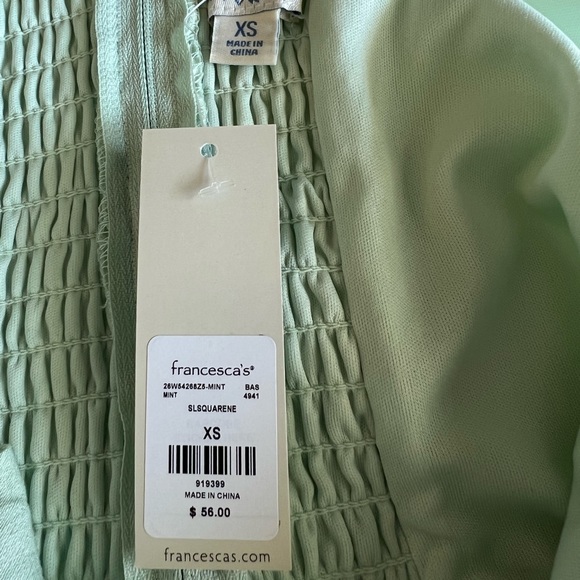 XS
MADE IN
CHINA
francesca's®
26W54268Z5-MINT BAS
MINT 4941
SLSQUARENE
XS
919399
MADE IN CHINA
$ 56.00
francescas.com